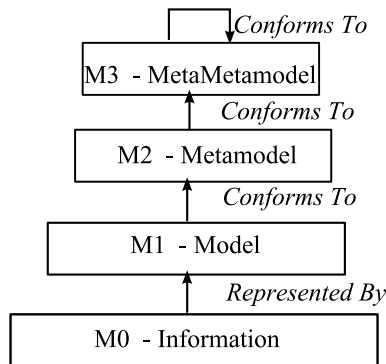 Conforms To
M3 - MetaMetamodel
Conforms To
M2 - Metamodel
Conforms To
M1 - Model
Represented By
M0 - Information